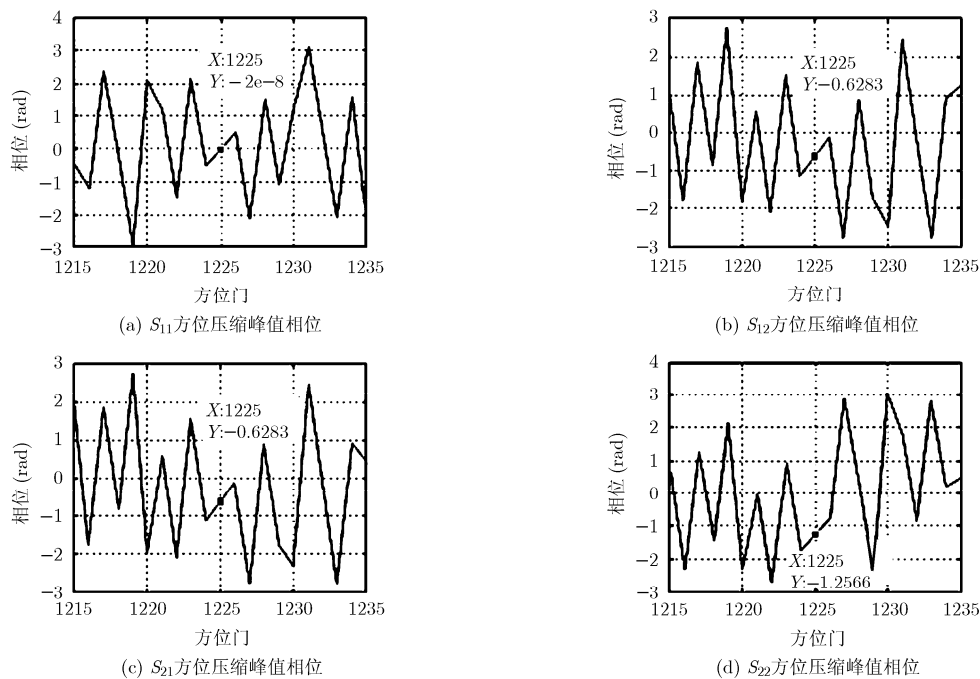 4
3
2
1
0
−1
−2
−3
相位 (rad)
X:1225
Y:−2e−8
1215
1220
1225
1230
1235
方位门
(a) S11方位压缩峰值相位
3
2
1
0
−1
−2
−3
相位 (rad)
X:1225
Y:−0.6283
1215
1220
1225
1230
1235
方位门
(b) S12方位压缩峰值相位
3
2
1
0
−1
−2
−3
相位 (rad)
X:1225
Y:−0.6283
1215
1220
1225
1230
1235
方位门
(c) S21方位压缩峰值相位
4
3
2
1
0
−1
−2
−3
相位 (rad)
X:1225
Y:−1.2566
1215
1220
1225
1230
1235
方位门
(d) S22方位压缩峰值相位